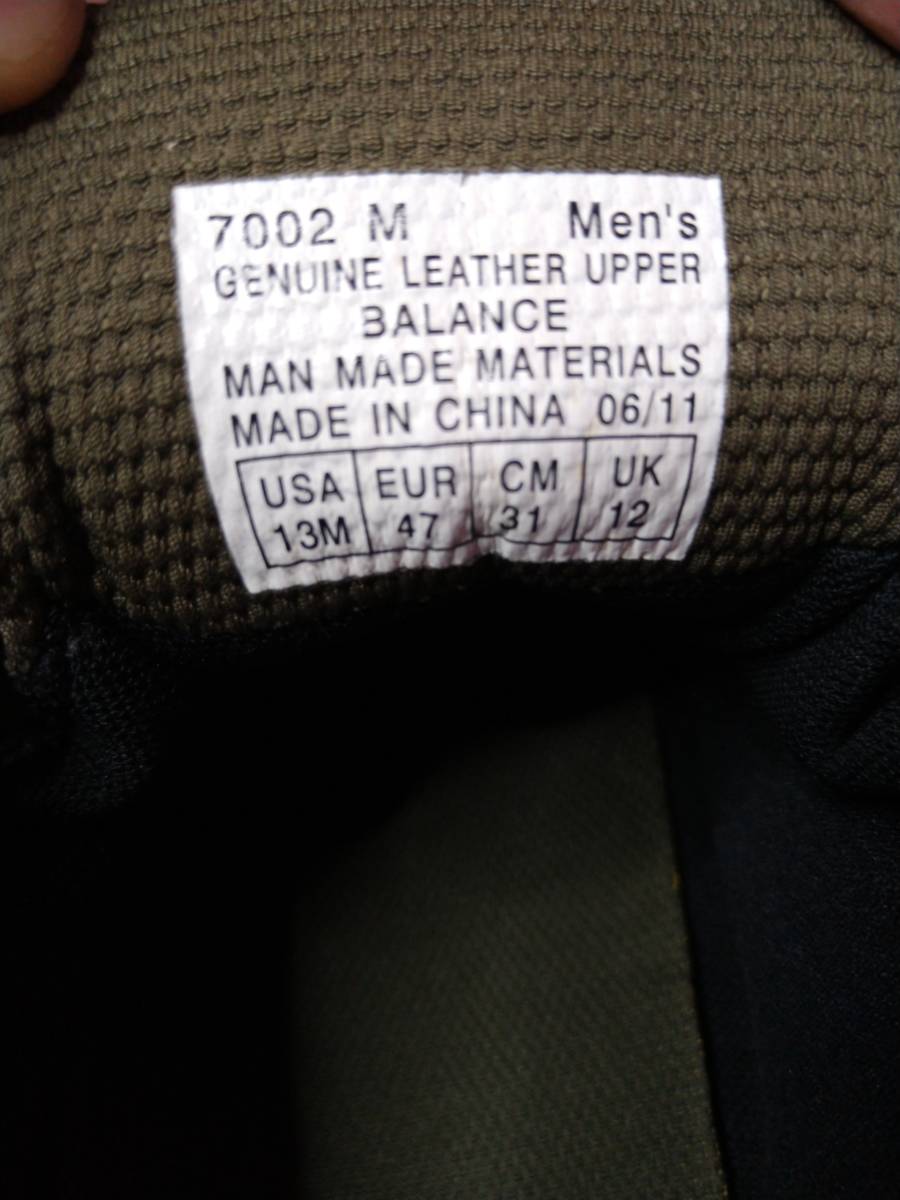 7002 M Men's
GENUINE LEATHER UPPER
BALANCE
MAN MADE MATERIALS
MADE IN CHINA 06/11
USA EUR CM UK
13M 47 31 12